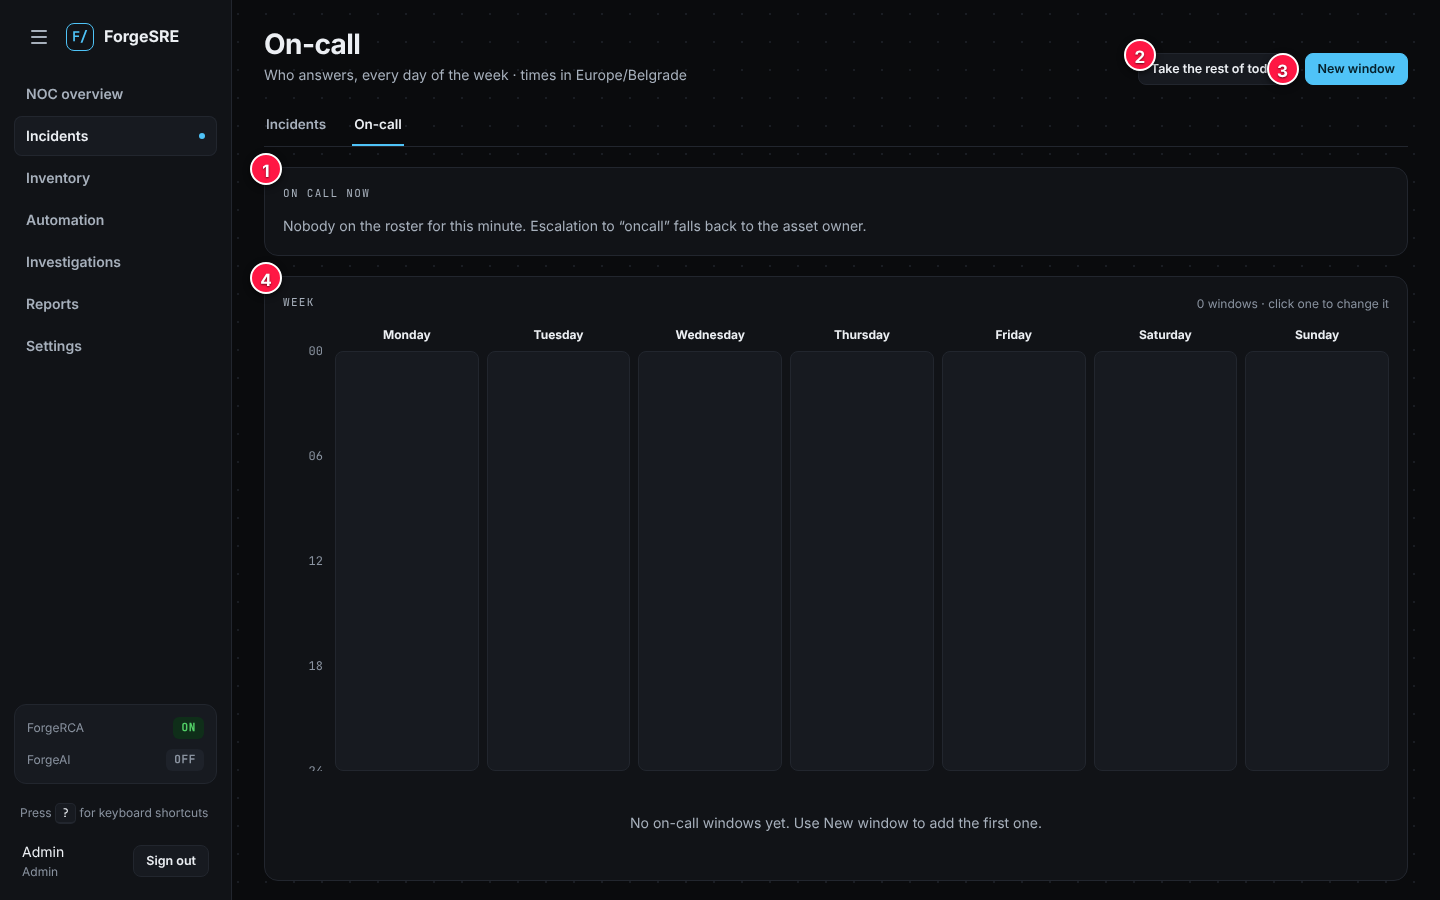 F/ ForgeSRE
NOC overview
Incidents
Inventory
Automation
Investigations
Reports
Settings
ForgeRCA ON
ForgeAI OFF
Press ? for keyboard shortcuts
Admin
Admin
Sign out
On-call
Who answers, every day of the week · times in Europe/Belgrade
2
Take the rest of
3
New window
Incidents
On-call
1
ON CALL NOW
Nobody on the roster for this minute. Escalation to “oncall” falls back to the asset owner.
4
WEEK
0 windows · click one to change it
Monday Tuesday Wednesday Thursday Friday Saturday Sunday
00
06
12
18
No on-call windows yet. Use New window to add the first one.